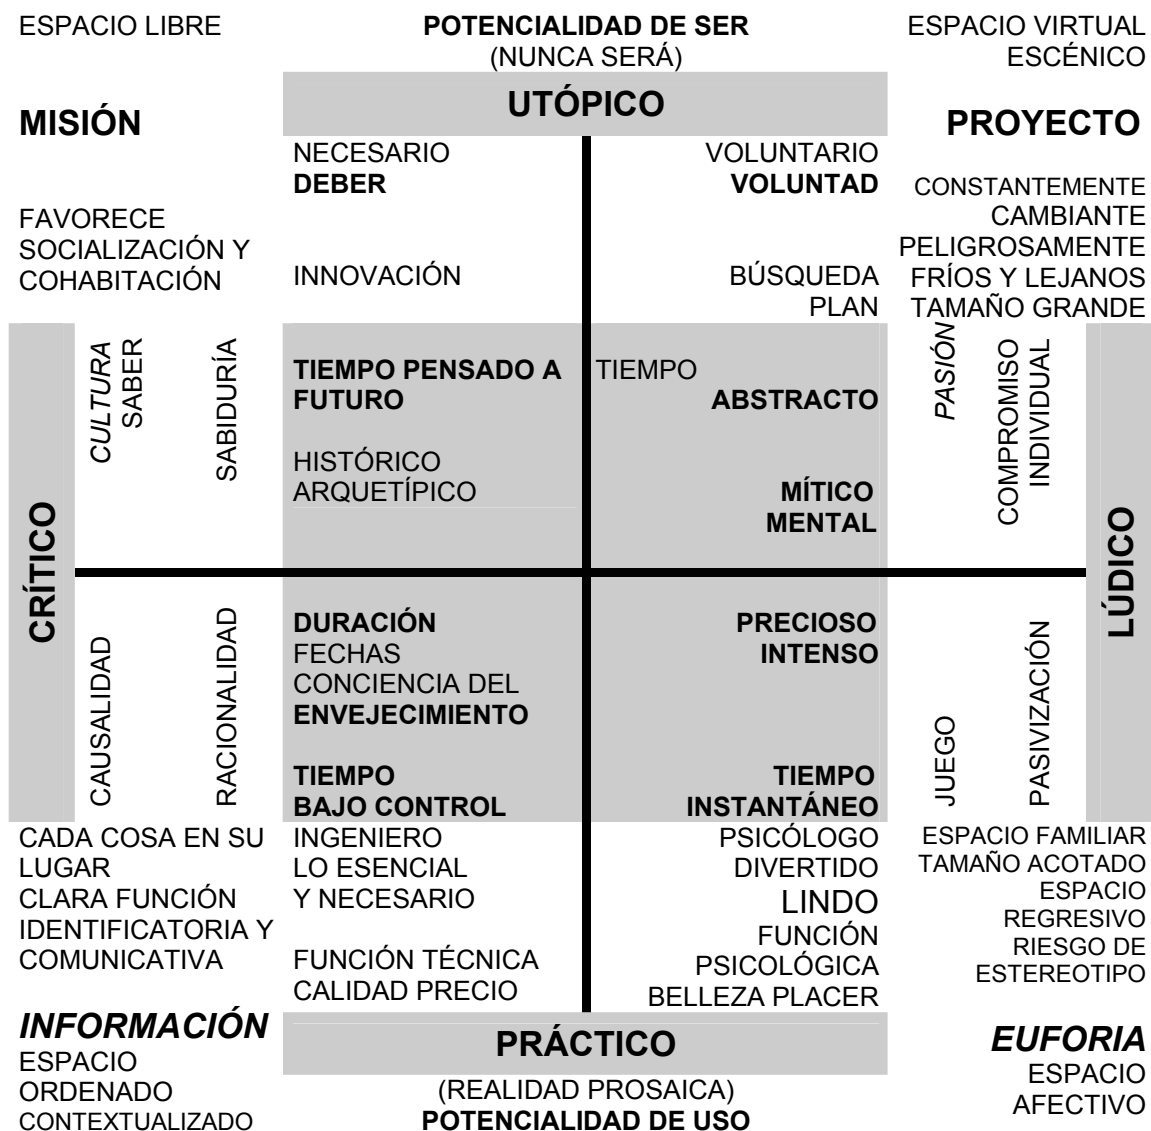 ESPACIO LIBRE
POTENCIALIDAD DE SER
(NUNCA SERÁ)
ESPACIO VIRTUAL
ESCÉNICO
UTÓPICO
MISIÓN
PROYECTO
NECESARIO
DEBER
VOLUNTARIO
VOLUNTAD
FAVORECE
SOCIALIZACIÓN Y
COHABITACIÓN
INNOVACIÓN
BÚSQUEDA
PLAN
CONSTANTEMENTE
CAMBIANTE
PELIGROSAMENTE
FRÍOS Y LEJANOS
TAMAÑO GRANDE
CRÍTICO
CULTURA
SABER
SABIDURÍA
TIEMPO PENSADO A
FUTURO
HISTÓRICO
ARQUETÍPICO
TIEMPO
ABSTRACTO
MÍTICO
MENTAL
PASIÓN
COMPROMISO
INDIVIDUAL
LÚDICO
CAUSALIDAD
RACIONALIDAD
DURACIÓN
FECHAS
CONCIENCIA DEL
ENVEJECIMIENTO
TIEMPO
BAJO CONTROL
PRECIOSO
INTENSO
TIEMPO
INSTANTÁNEO
JUEGO
PASIVIZACIÓN
CADA COSA EN SU
LUGAR
CLARA FUNCIÓN
IDENTIFICATORIA Y
COMUNICATIVA
INGENIERO
LO ESENCIAL
Y NECESARIO
FUNCIÓN TÉCNICA
CALIDAD PRECIO
PSICÓLOGO
DIVERTIDO
LINDO
FUNCIÓN
PSICOLÓGICA
BELLEZA PLACER
ESPACIO FAMILIAR
TAMAÑO ACOTADO
ESPACIO
REGRESIVO
RIESGO DE
ESTEREOTIPO
INFORMACIÓN
ESPACIO
ORDENADO
CONTEXTUALIZADO
PRÁCTICO
(REALIDAD PROSAICA)
POTENCIALIDAD DE USO
EUFORIA
ESPACIO
AFECTIVO